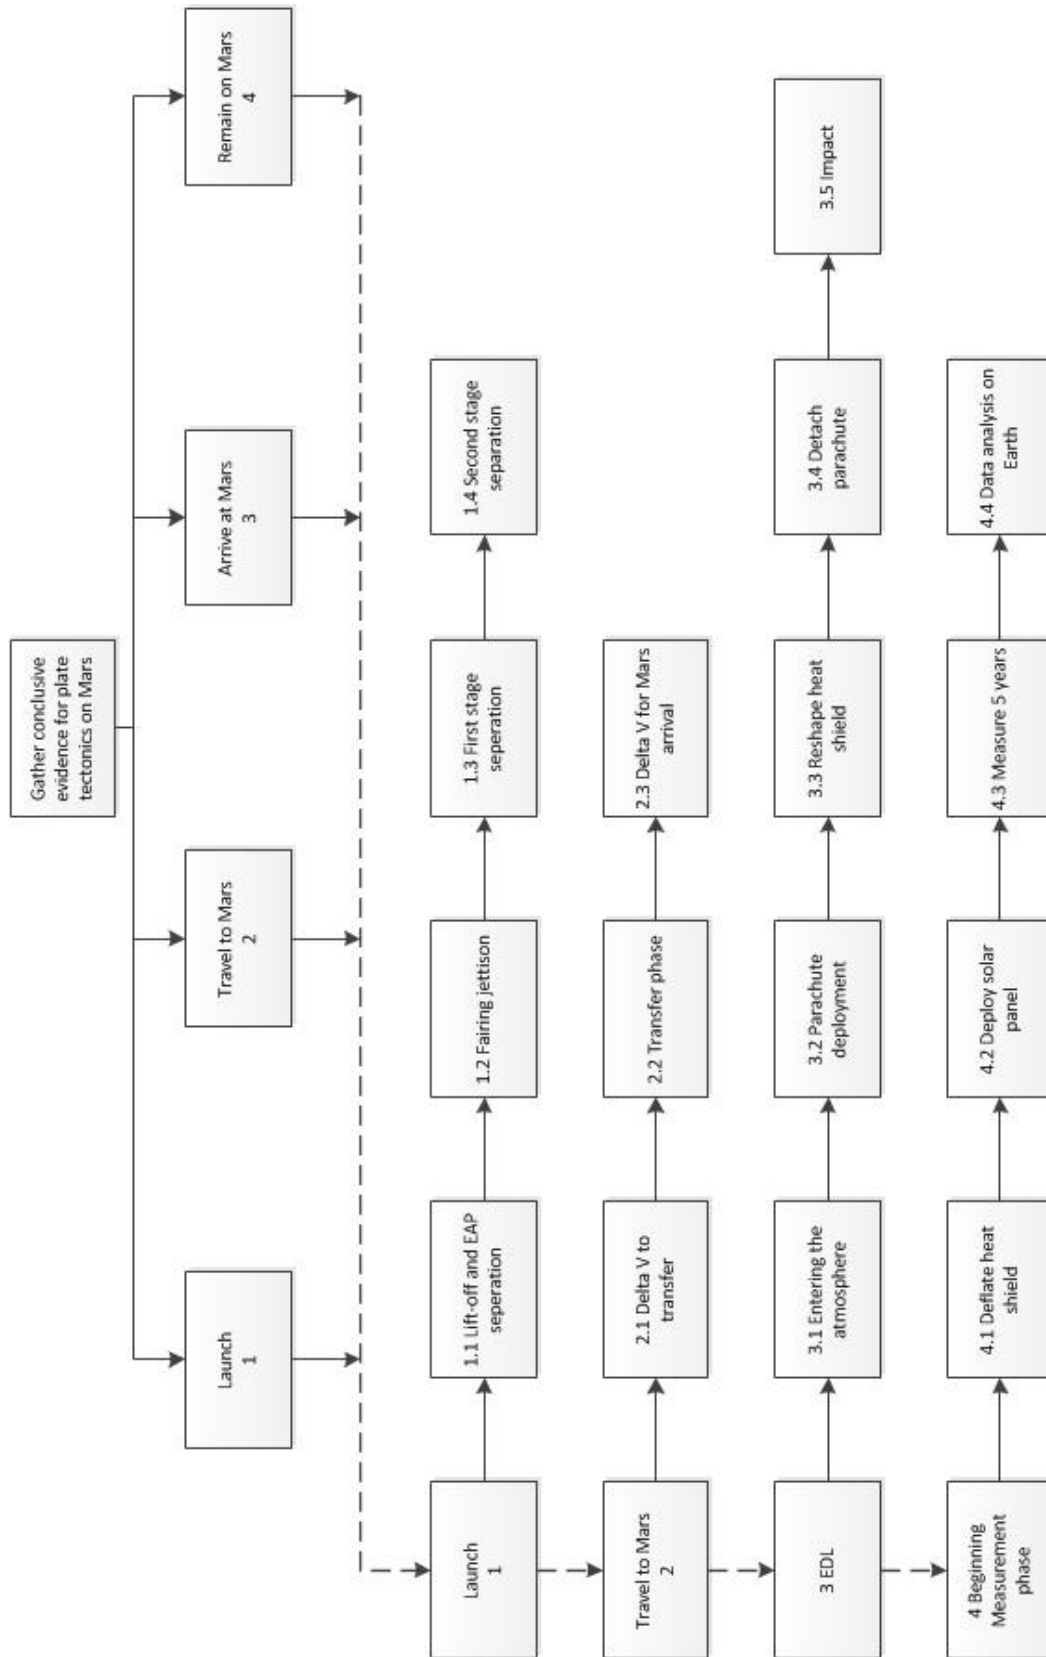 Gather conclusive
evidence for plate
tectonics on Mars
Launch
1
Travel to Mars
2
Arrive at Mars
3
Remain on Mars
4
Launch
1
1.1 Lift-off and EAP
seperation
1.2 Fairing jettison
1.3 First stage
seperation
1.4 Second stage
separation
Travel to Mars
2
2.1 Delta V to
transfer
2.2 Transfer phase
2.3 Delta V for Mars
arrival
3 EDL
3.1 Entering the
atmosphere
3.2 Parachute
deployment
3.3 Reshape heat
shield
3.4 Detach
parachute
3.5 Impact
4 Beginning
Measurement
phase
4.1 Deflate heat
shield
4.2 Deploy solar
panel
4.3 Measure 5 years
4.4 Data analysis on
Earth